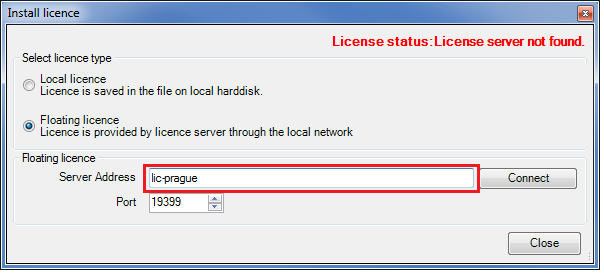 Install licence
License status:License server not found.
Select licence type
Local licence
Licence is saved in the file on local harddisk.
Floating licence
Licence is provided by licence server through the local network
Floating licence
Server Address lic-prague Connect
Port 19399
Close